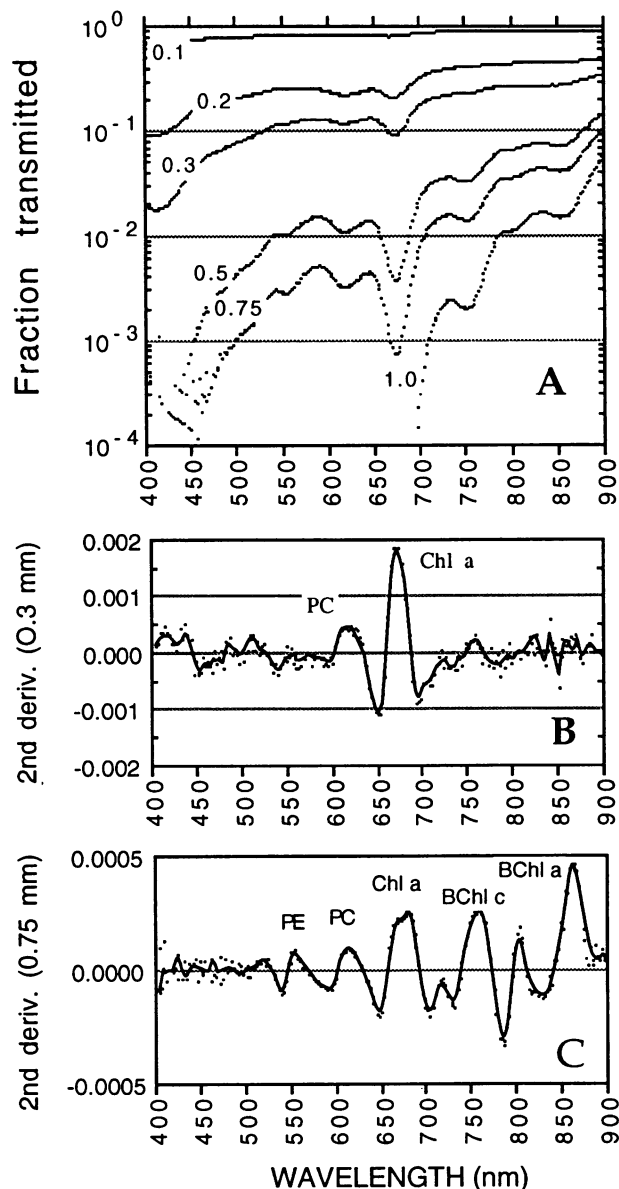 Fraction transmitted
10^0
10^-1
10^-2
10^-3
10^-4
0.1
0.2
0.3
0.5
0.75
1.0
A
400 450 500 550 600 650 700 750 800 850 900
2nd deriv. (0.3 mm)
0.002
0.001
0.000
-0.001
-0.002
PC
Chl a
B
400 450 500 550 600 650 700 750 800 850 900
2nd deriv. (0.75 mm)
0.0005
0.0000
-0.0005
PE
PC
Chl a
BChl c
BChl a
C
400 450 500 550 600 650 700 750 800 850 900
WAVELENGTH (nm)